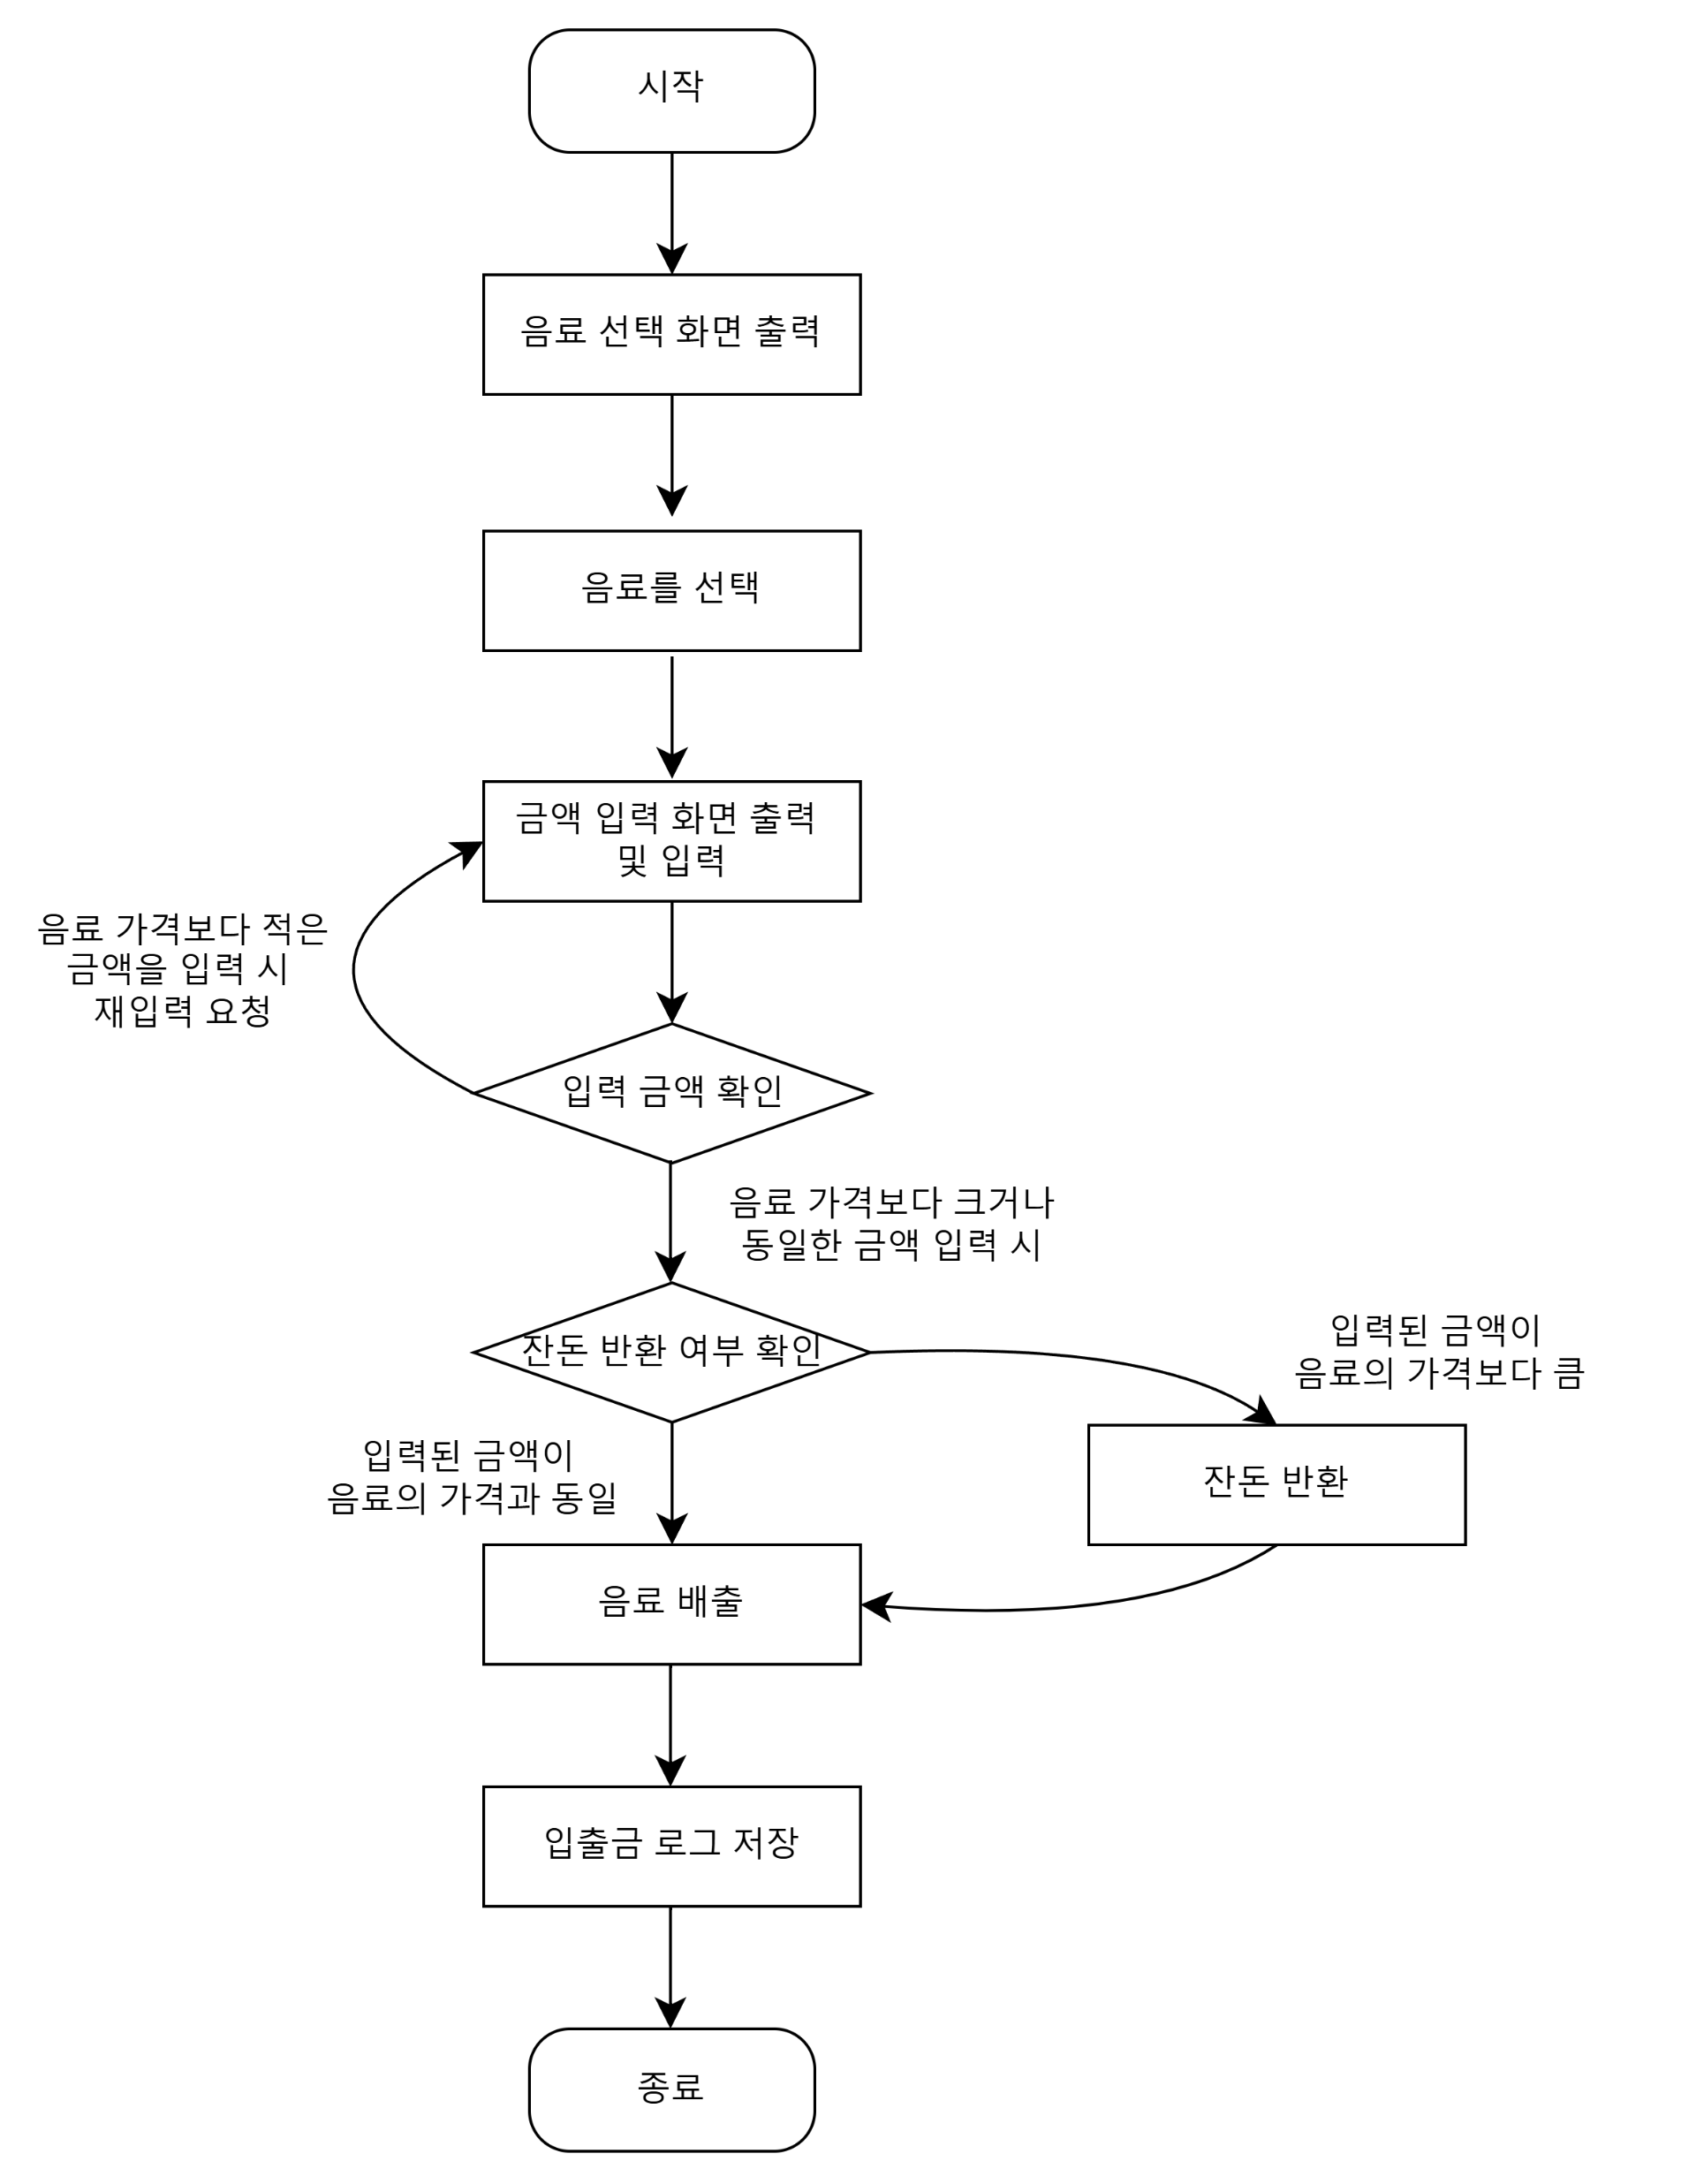 시작
음료 선택 화면 출력
음료를 선택
금액 입력 화면 출력
및 입력
음료 가격보다 적은
금액을 입력 시
재입력 요청
입력 금액 확인
음료 가격보다 크거나
동일한 금액 입력 시
잔돈 반환 여부 확인
입력된 금액이
음료의 가격보다 큼
입력된 금액이
음료의 가격과 동일
잔돈 반환
음료 배출
입출금 로그 저장
종료